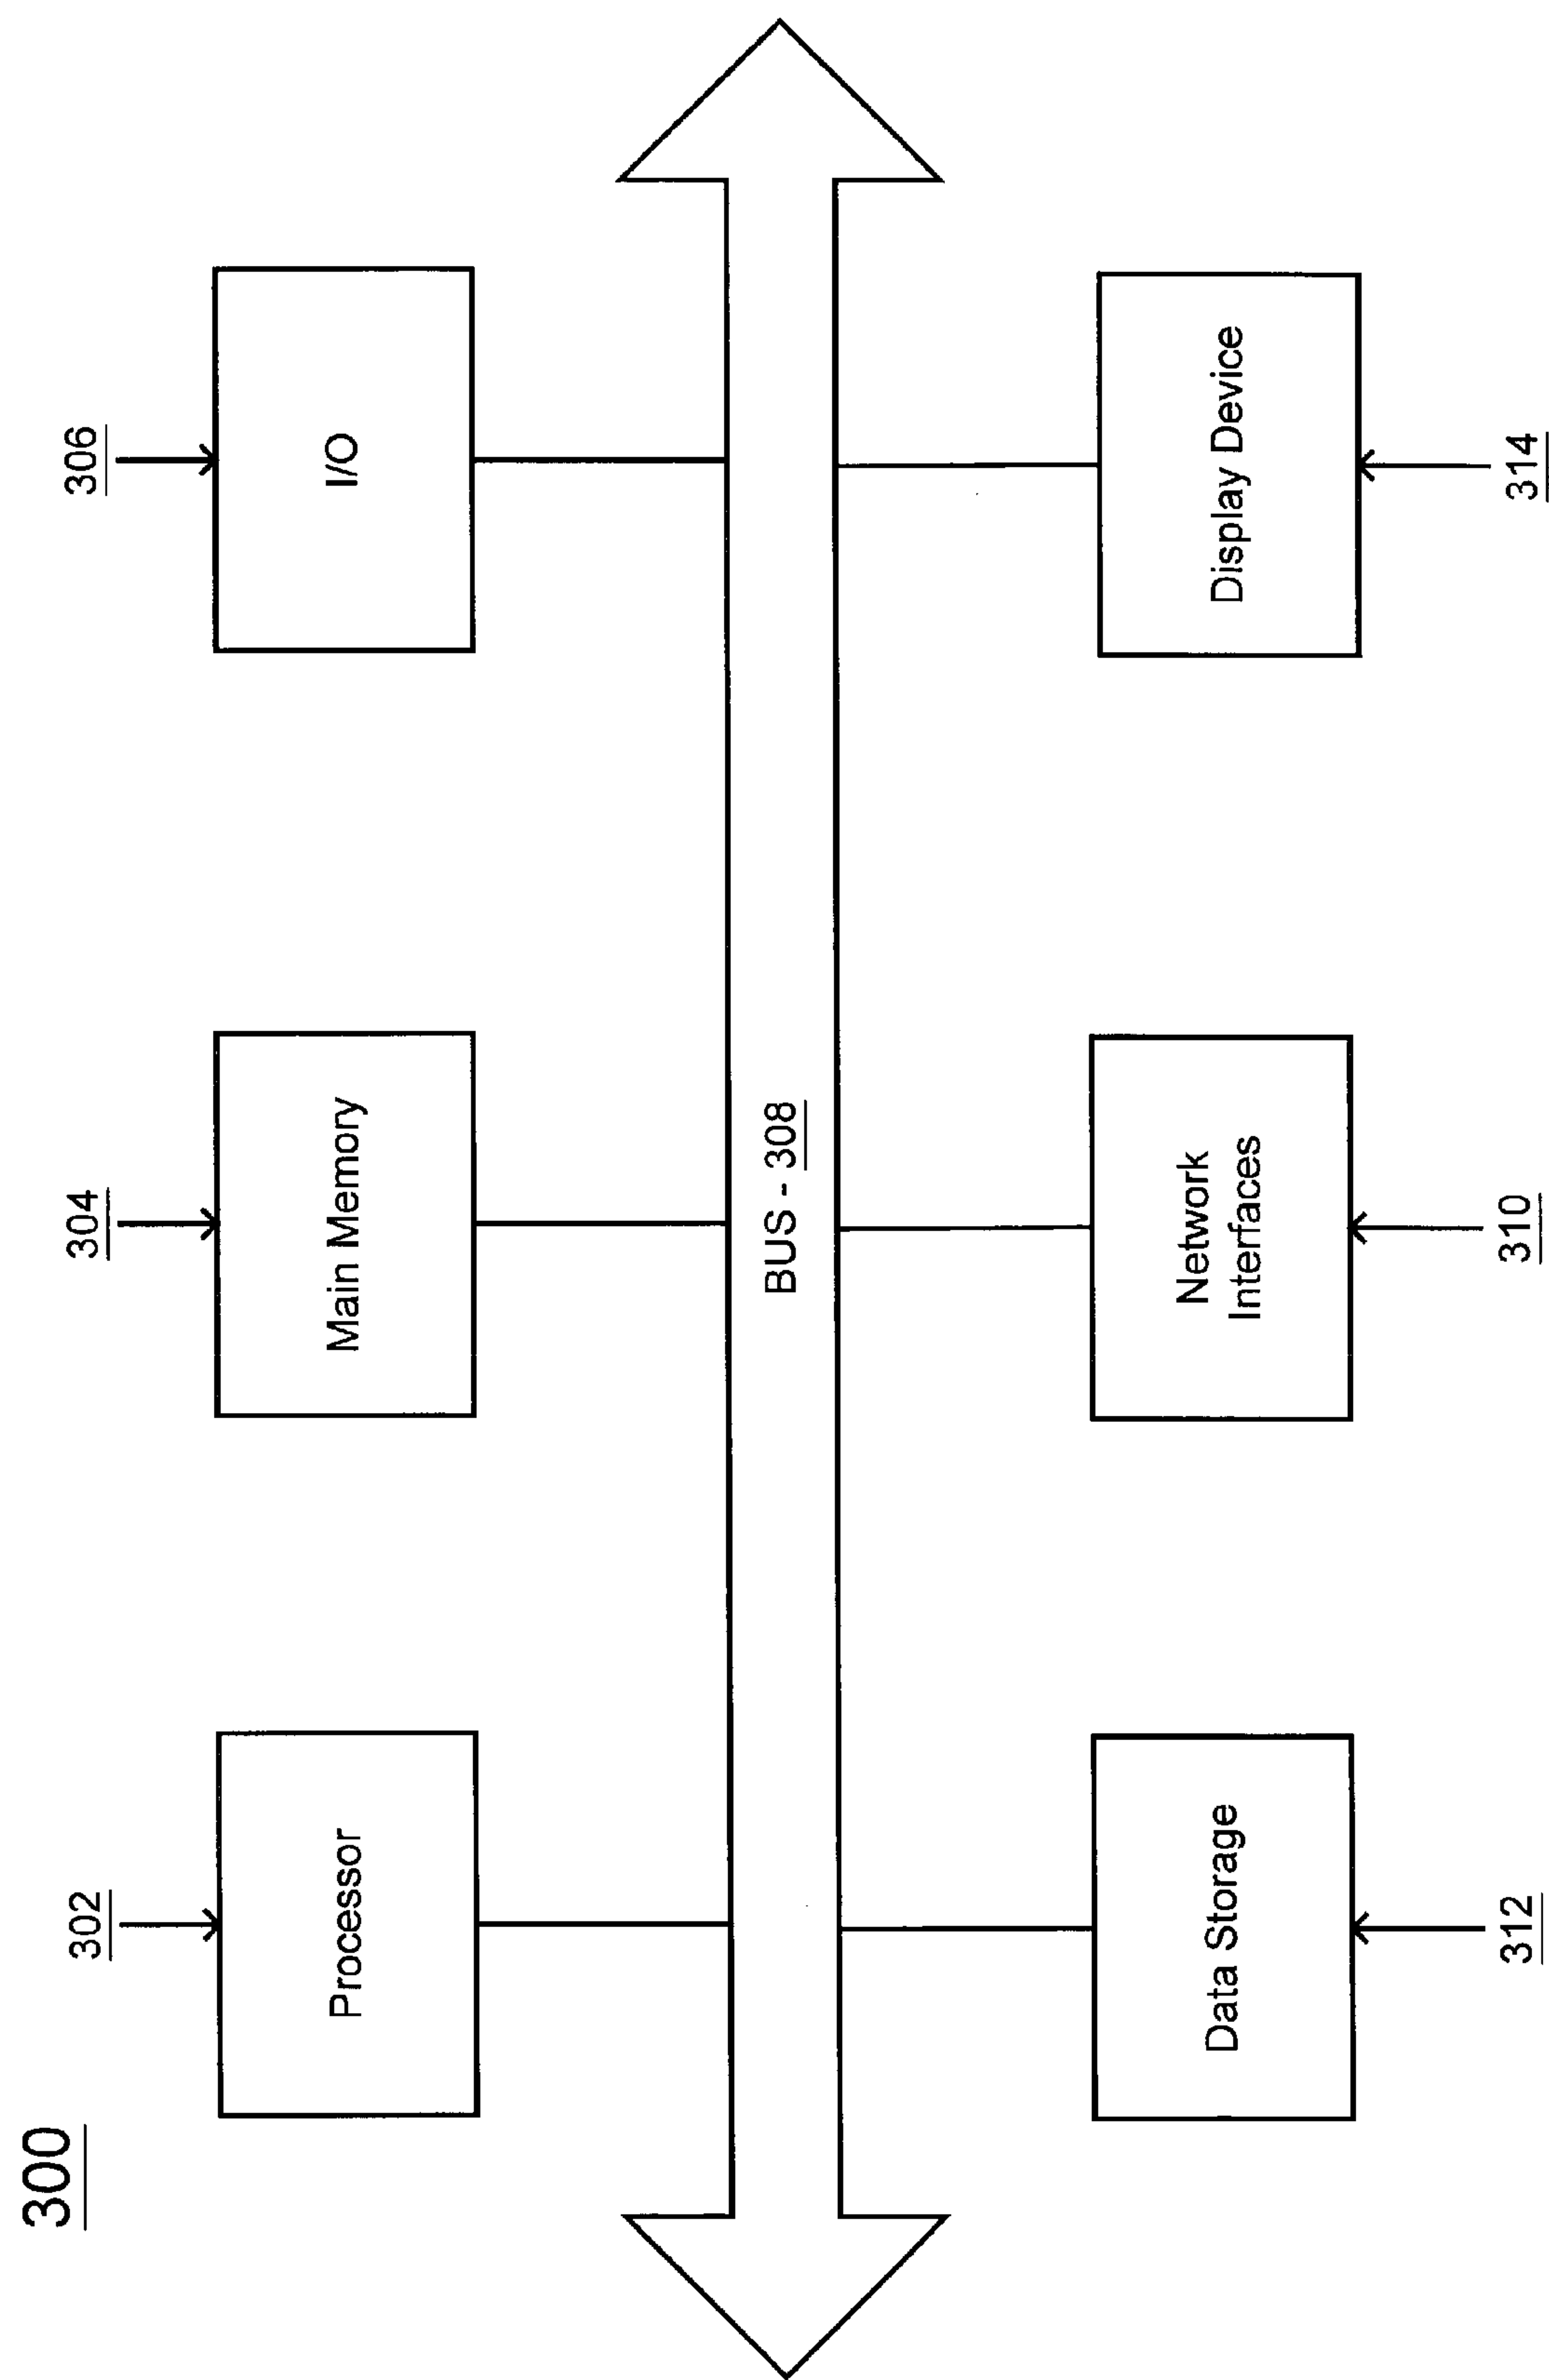 300
302
304
306
Processor
Main Memory
I/O
BUS - 308
Data Storage
Network
Interfaces
Display Device
312
310
314